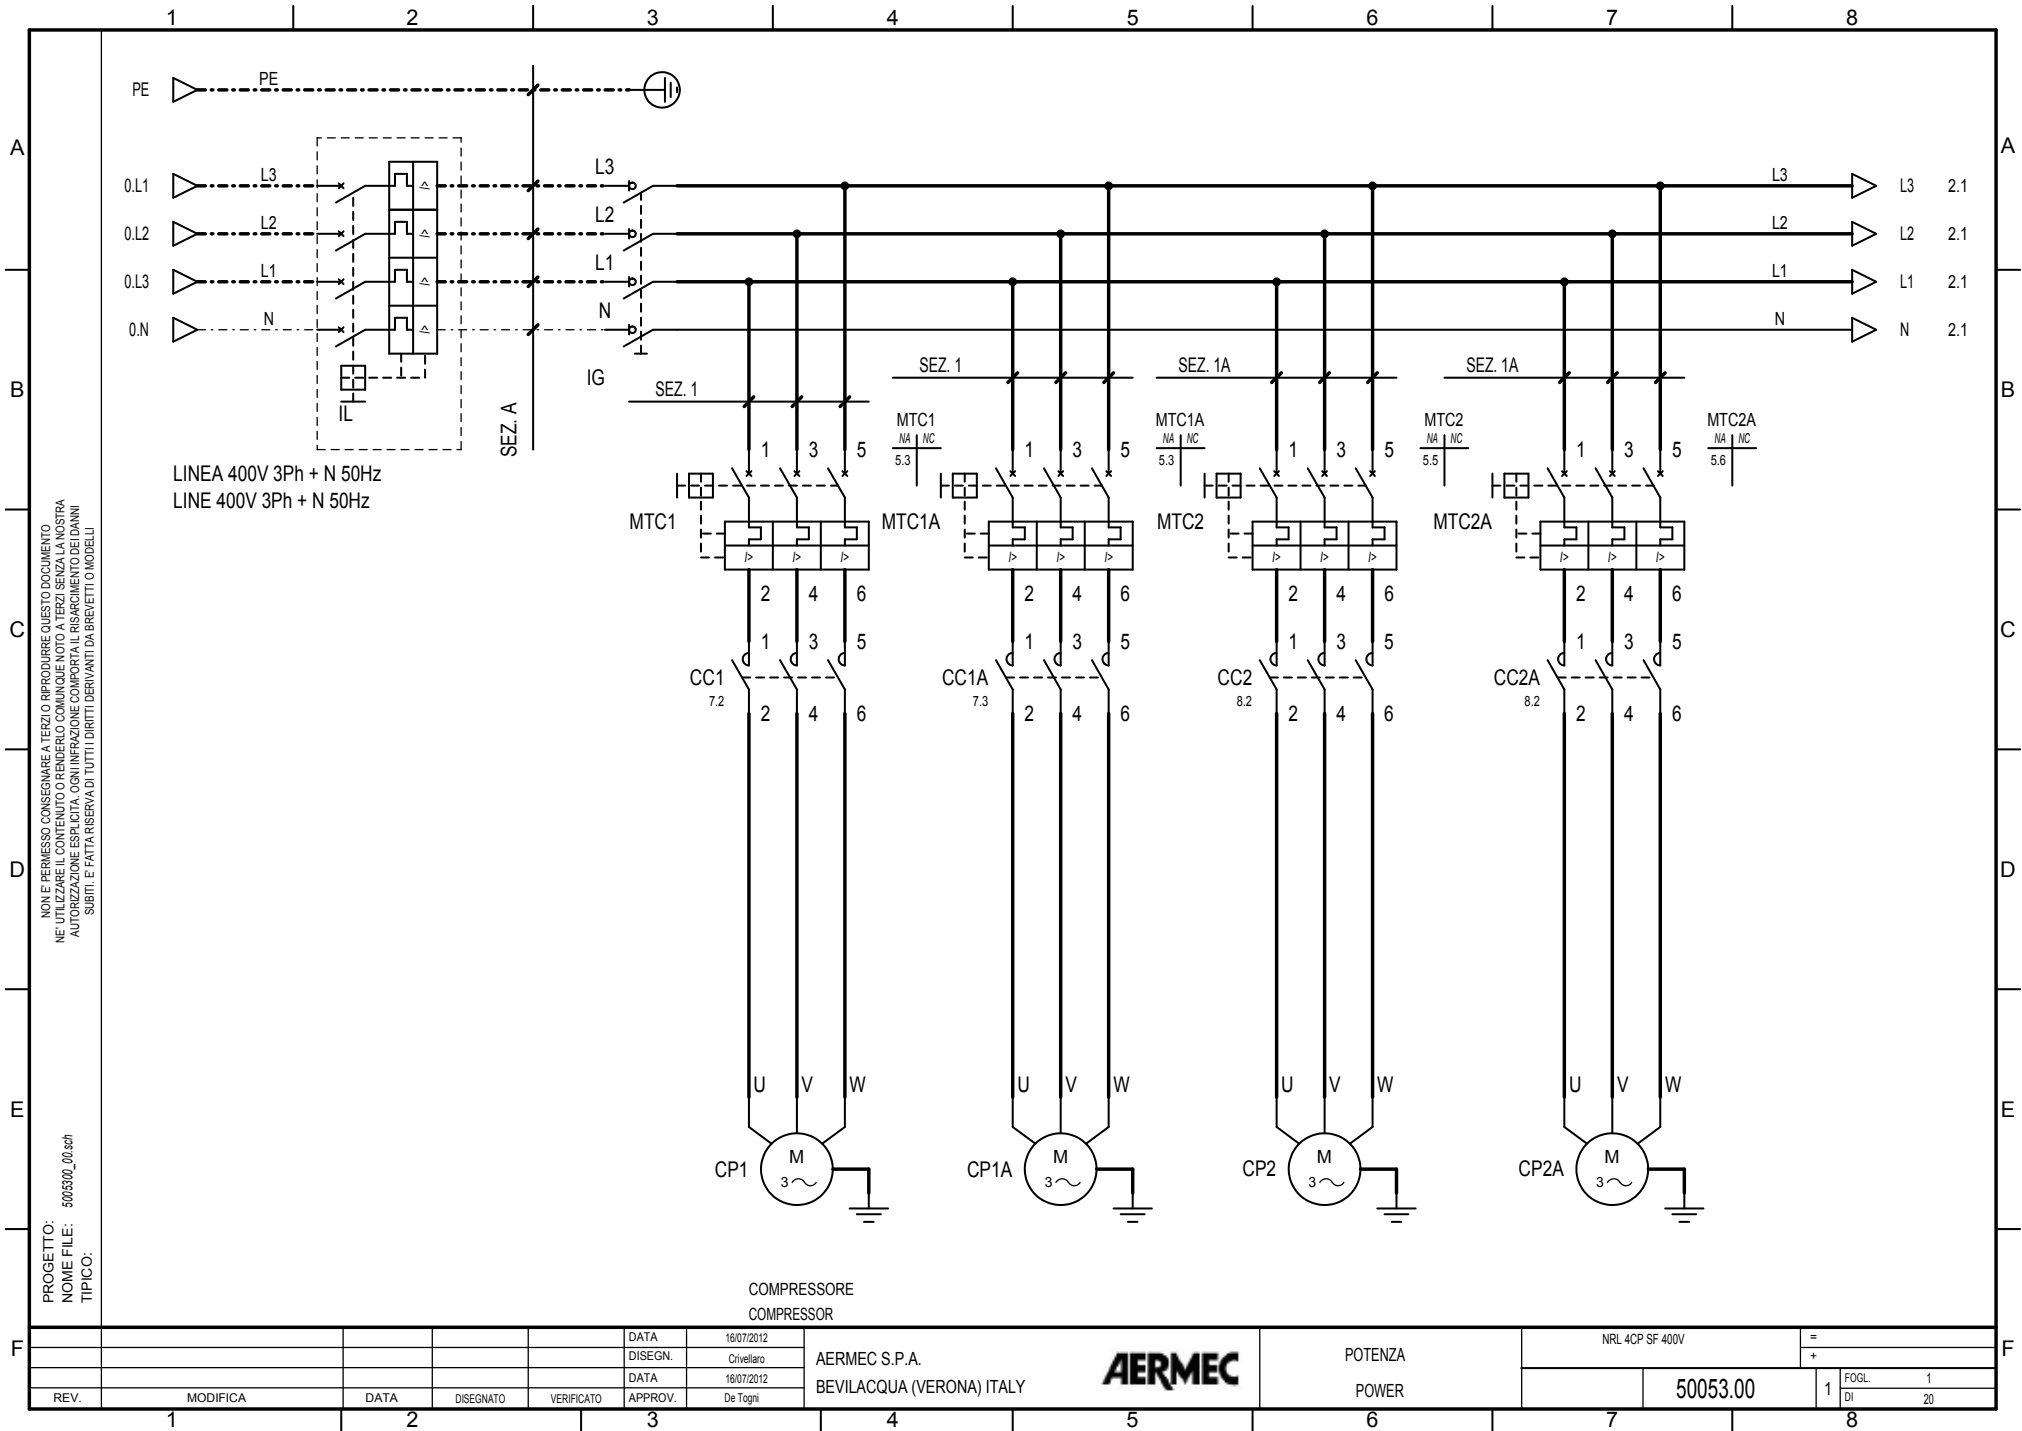 1 2 3 4 5 6 7 8
PE PE
A A
0.L1 L3 L3 L3 L3 2.1
0.L2 L2 L2 L2 L2 2.1
0.L3 L1 L1 L1 L1 2.1
0.N N N N N 2.1
IG
B B
IL
SEZ. A
SEZ. 1 SEZ. 1 SEZ. 1A SEZ. 1A
MTC1 MTC1A MTC2 MTC2A
NA NC NA NC NA NC NA NC
5.3 5.3 5.5 5.6
LINEA 400V 3Ph + N 50Hz
LINE 400V 3Ph + N 50Hz
1 3 5 1 3 5 1 3 5 1 3 5
MTC1 MTC1A MTC2 MTC2A
I> I> I> I> I> I> I> I> I> I> I> I>
2 4 6 2 4 6 2 4 6 2 4 6
C C
1 3 5 1 3 5 1 3 5 1 3 5
CC1 CC1A CC2 CC2A
7.2 7.3 8.2 8.2
2 4 6 2 4 6 2 4 6 2 4 6
NON E' PERMESSO CONSEGNARE A TERZI O RIPRODURRE QUESTO DOCUMENTO
NE' UTILIZZARE IL CONTENUTO O RENDERLO COMUNQUE NOTO A TERZI SENZA LA NOSTRA
AUTORIZZAZIONE ESPLICITA. OGNI INFRAZIONE COMPORTA IL RISARCIMENTO DEI DANNI
SUBITI. E' FATTA RISERVA DI TUTTI I DIRITTI DERIVANTI DA BREVETTI O MODELLI
D D
E E
U V W U V W U V W U V W
CP1 M 3 CP1A M 3 CP2 M 3 CP2A M 3
PROGETTO:
NOME FILE: 5005300_00.sch
TIPICO:
COMPRESSORE
COMPRESSOR
F F
DATA 16/07/2012
DISEGN. Crivellaro
DATA 16/07/2012
REV. MODIFICA DATA DISEGNATO VERIFICATO APPROV. De Togni
AERMEC S.P.A.
BEVILACQUA (VERONA) ITALY
AERMEC
POTENZA
POWER
NRL 4CP SF 400V
=
+
50053.00 1
FOGL. 1
DI 20
1 2 3 4 5 6 7 8